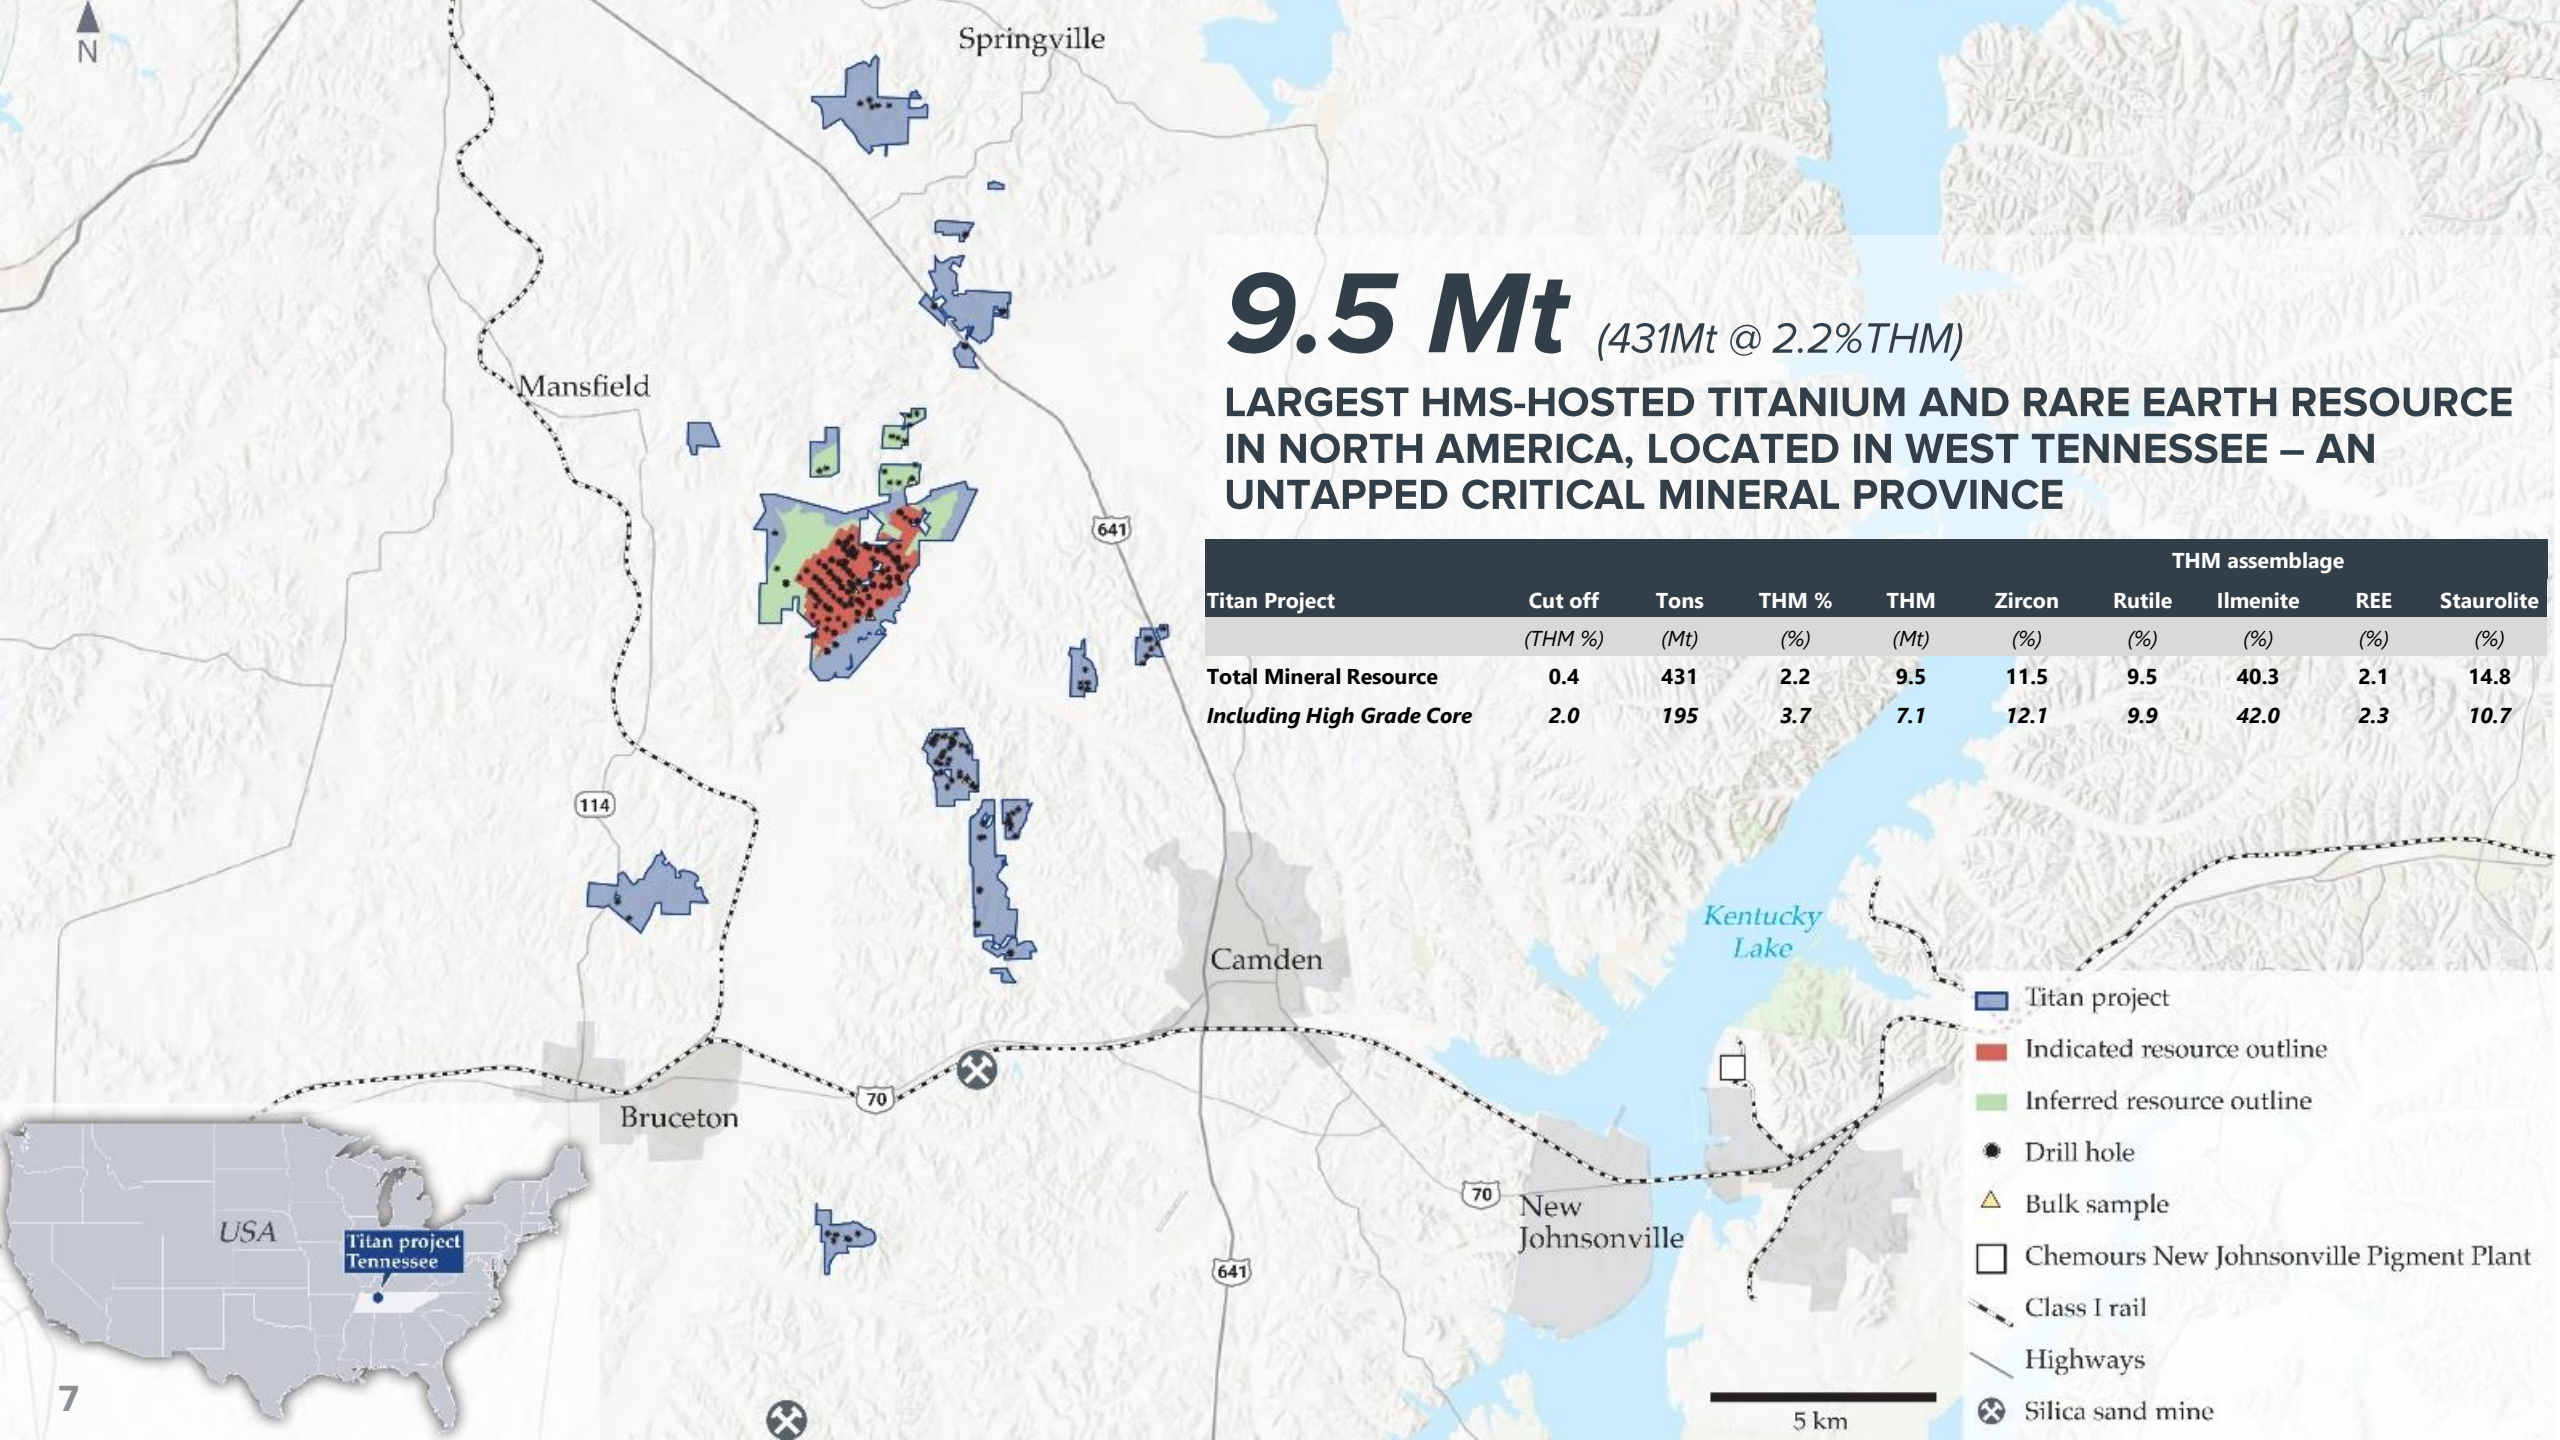 N
Springville
Mansfield
641
114
Camden
Kentucky
Lake
70
Bruceton
70
New
Johnsonville
641
9.5 Mt (431Mt @ 2.2%THM)
LARGEST HMS-HOSTED TITANIUM AND RARE EARTH RESOURCE
IN NORTH AMERICA, LOCATED IN WEST TENNESSEE – AN
UNTAPPED CRITICAL MINERAL PROVINCE
THM assemblage
Titan Project Cut off Tons THM % THM Zircon Rutile Ilmenite REE Staurolite
(THM %) (Mt) (%) (Mt) (%) (%) (%) (%) (%)
Total Mineral Resource 0.4 431 2.2 9.5 11.5 9.5 40.3 2.1 14.8
Including High Grade Core 2.0 195 3.7 7.1 12.1 9.9 42.0 2.3 10.7
Titan project
Indicated resource outline
Inferred resource outline
Drill hole
Bulk sample
Chemours New Johnsonville Pigment Plant
Class I rail
Highways
Silica sand mine
5 km
USA
Titan project
Tennessee
7